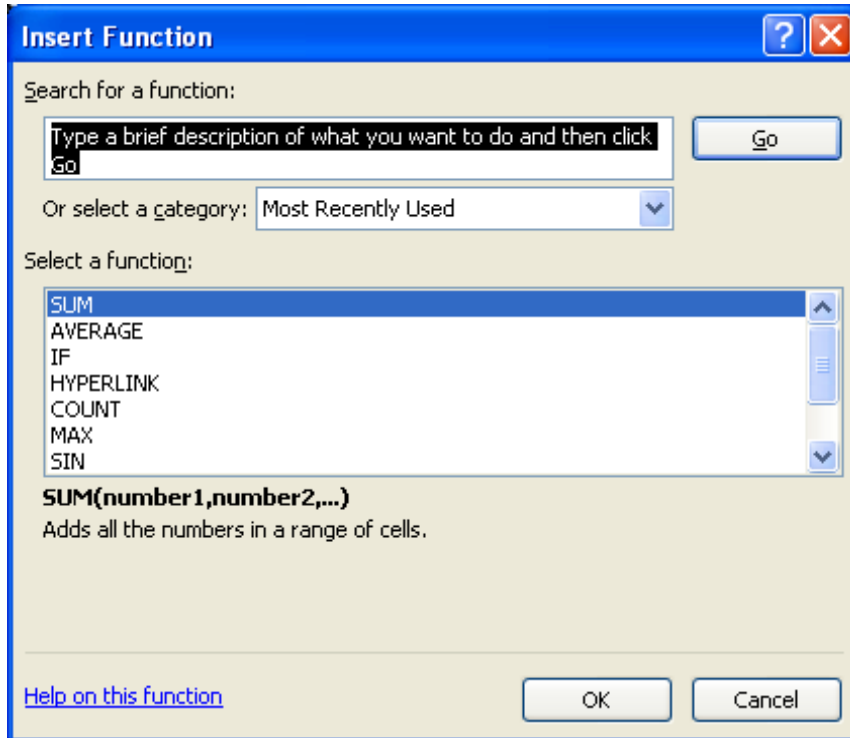 Insert Function
Search for a function:
Type a brief description of what you want to do and then click
Go
Go
Or select a category: Most Recently Used
Select a function:
SUM
AVERAGE
IF
HYPERLINK
COUNT
MAX
SIN
SUM(number1,number2,...)
Adds all the numbers in a range of cells.
Help on this function
OK
Cancel